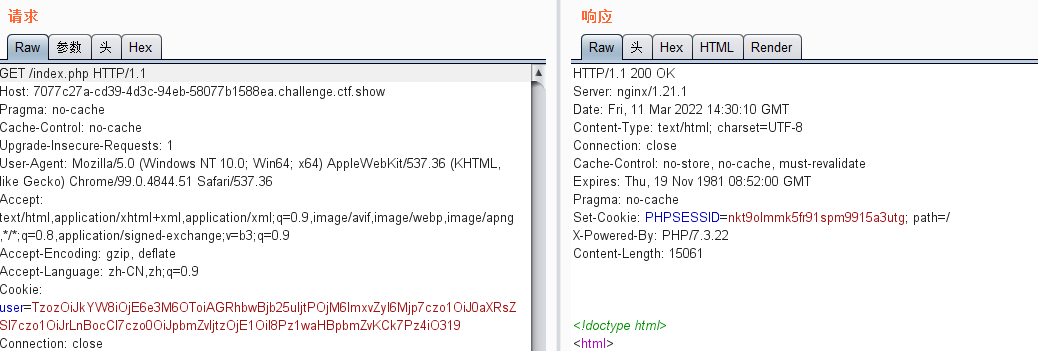 请求
Raw
参数
头
Hex
GET /index.php HTTP/1.1
Host: 7077c27a-cd39-4d3c-94eb-58077b1588ea.challenge.ctf.show
Pragma: no-cache
Cache-Control: no-cache
Upgrade-Insecure-Requests: 1
User-Agent: Mozilla/5.0 (Windows NT 10.0; Win64; x64) AppleWebKit/537.36 (KHTML,
like Gecko) Chrome/99.0.4844.51 Safari/537.36
Accept:
text/html,application/xhtml+xml,application/xml;q=0.9,image/avif,image/webp,image/apng
,*/*;q=0.8,application/signed-exchange;v=b3;q=0.9
Accept-Encoding: gzip, deflate
Accept-Language: zh-CN,zh;q=0.9
Cookie:
user=TzozOiJkYW8iOjE6e3M6OToiAGRhbwBjb25uIjtPOjM6ImxvZyI6Mjp7czo1OiJ0aXRsZ
SI7czo1OiJrLnBocCI7czo0OiJpbmZvIjtzOjE1OiI8Pz1waHBpbmZvKCk7Pz4iO319
Connection: close
响应
Raw
头
Hex
HTML
Render
HTTP/1.1 200 OK
Server: nginx/1.21.1
Date: Fri, 11 Mar 2022 14:30:10 GMT
Content-Type: text/html; charset=UTF-8
Connection: close
Cache-Control: no-store, no-cache, must-revalidate
Expires: Thu, 19 Nov 1981 08:52:00 GMT
Pragma: no-cache
Set-Cookie: PHPSESSID=nkt9olmmk5fr91spm9915a3utg; path=/
X-Powered-By: PHP/7.3.22
Content-Length: 15061
<!doctype html>
<html>